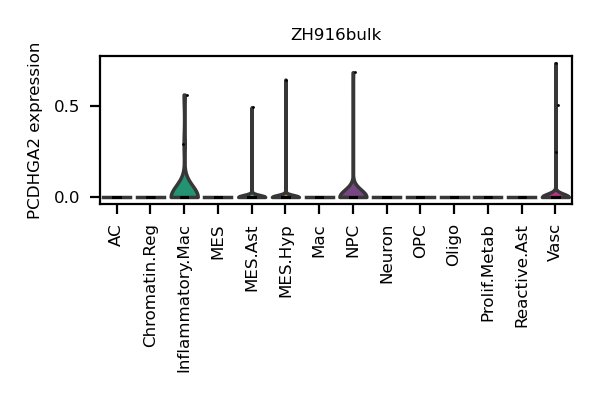 ZH916bulk
PCDHGA2 expression
0.5
0.0
AC
Chromatin.Reg
Inflammatory.Mac
MES
MES.Ast
MES.Hyp
Mac
NPC
Neuron
OPC
Oligo
Prolif.Metab
Reactive.Ast
Vasc